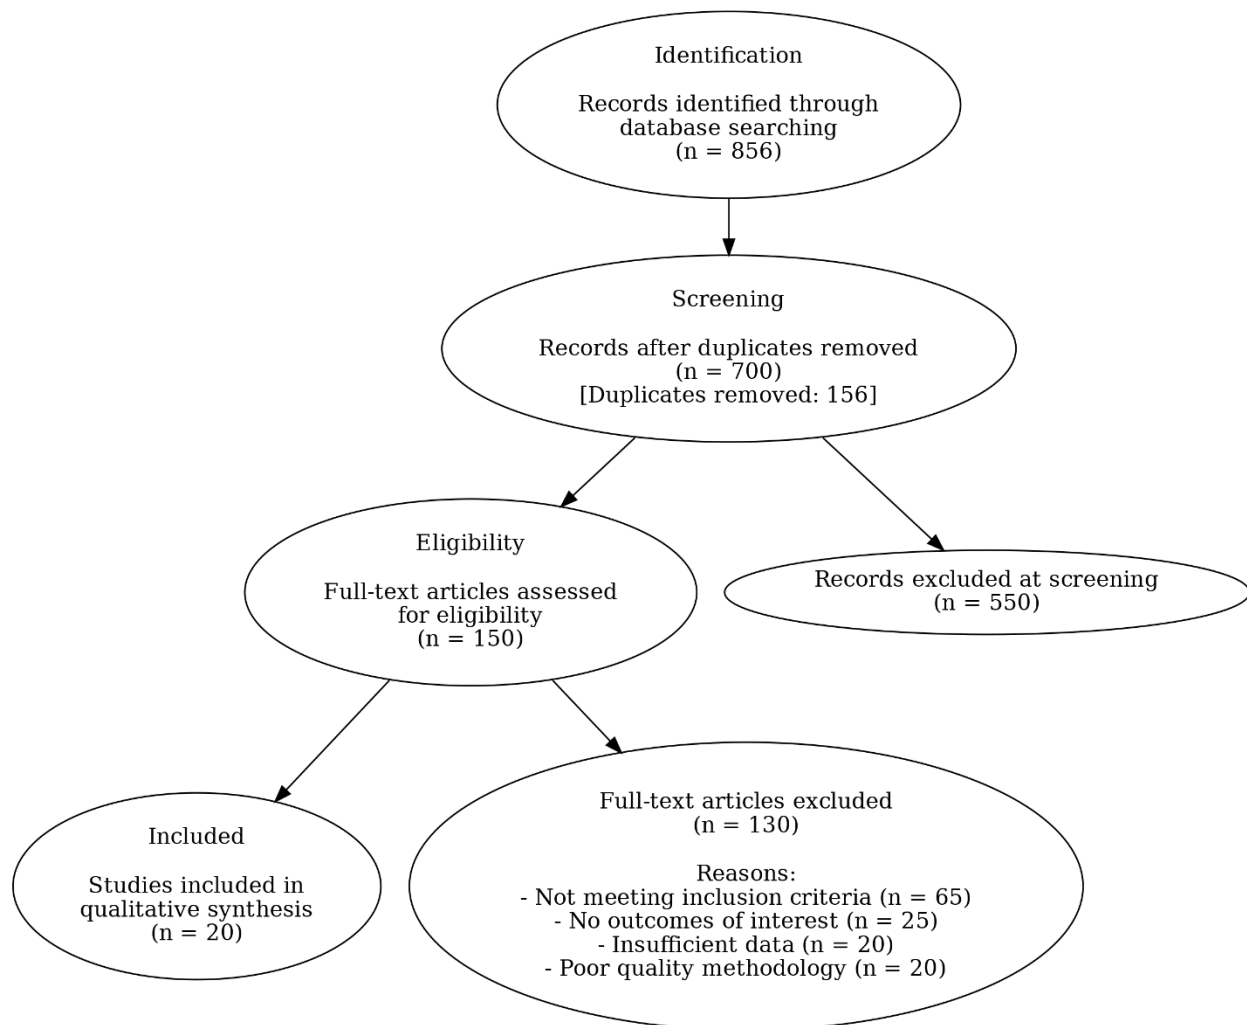 Identification
Records identified through
database searching
(n = 856)
Screening
Records after duplicates removed
(n = 700)
[Duplicates removed: 156]
Eligibility
Full-text articles assessed
for eligibility
(n = 150)
Records excluded at screening
(n = 550)
Included
Studies included in
qualitative synthesis
(n = 20)
Full-text articles excluded
(n = 130)
Reasons:
- Not meeting inclusion criteria (n = 65)
- No outcomes of interest (n = 25)
- Insufficient data (n = 20)
- Poor quality methodology (n = 20)